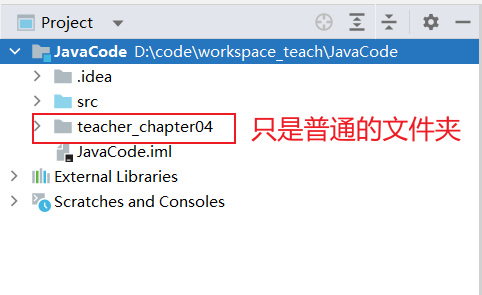 Project
JavaCode D:\code\workspace_teach\JavaCode
.idea
src
teacher_chapter04 只是普通的文件夹
JavaCode.iml
External Libraries
Scratches and Consoles